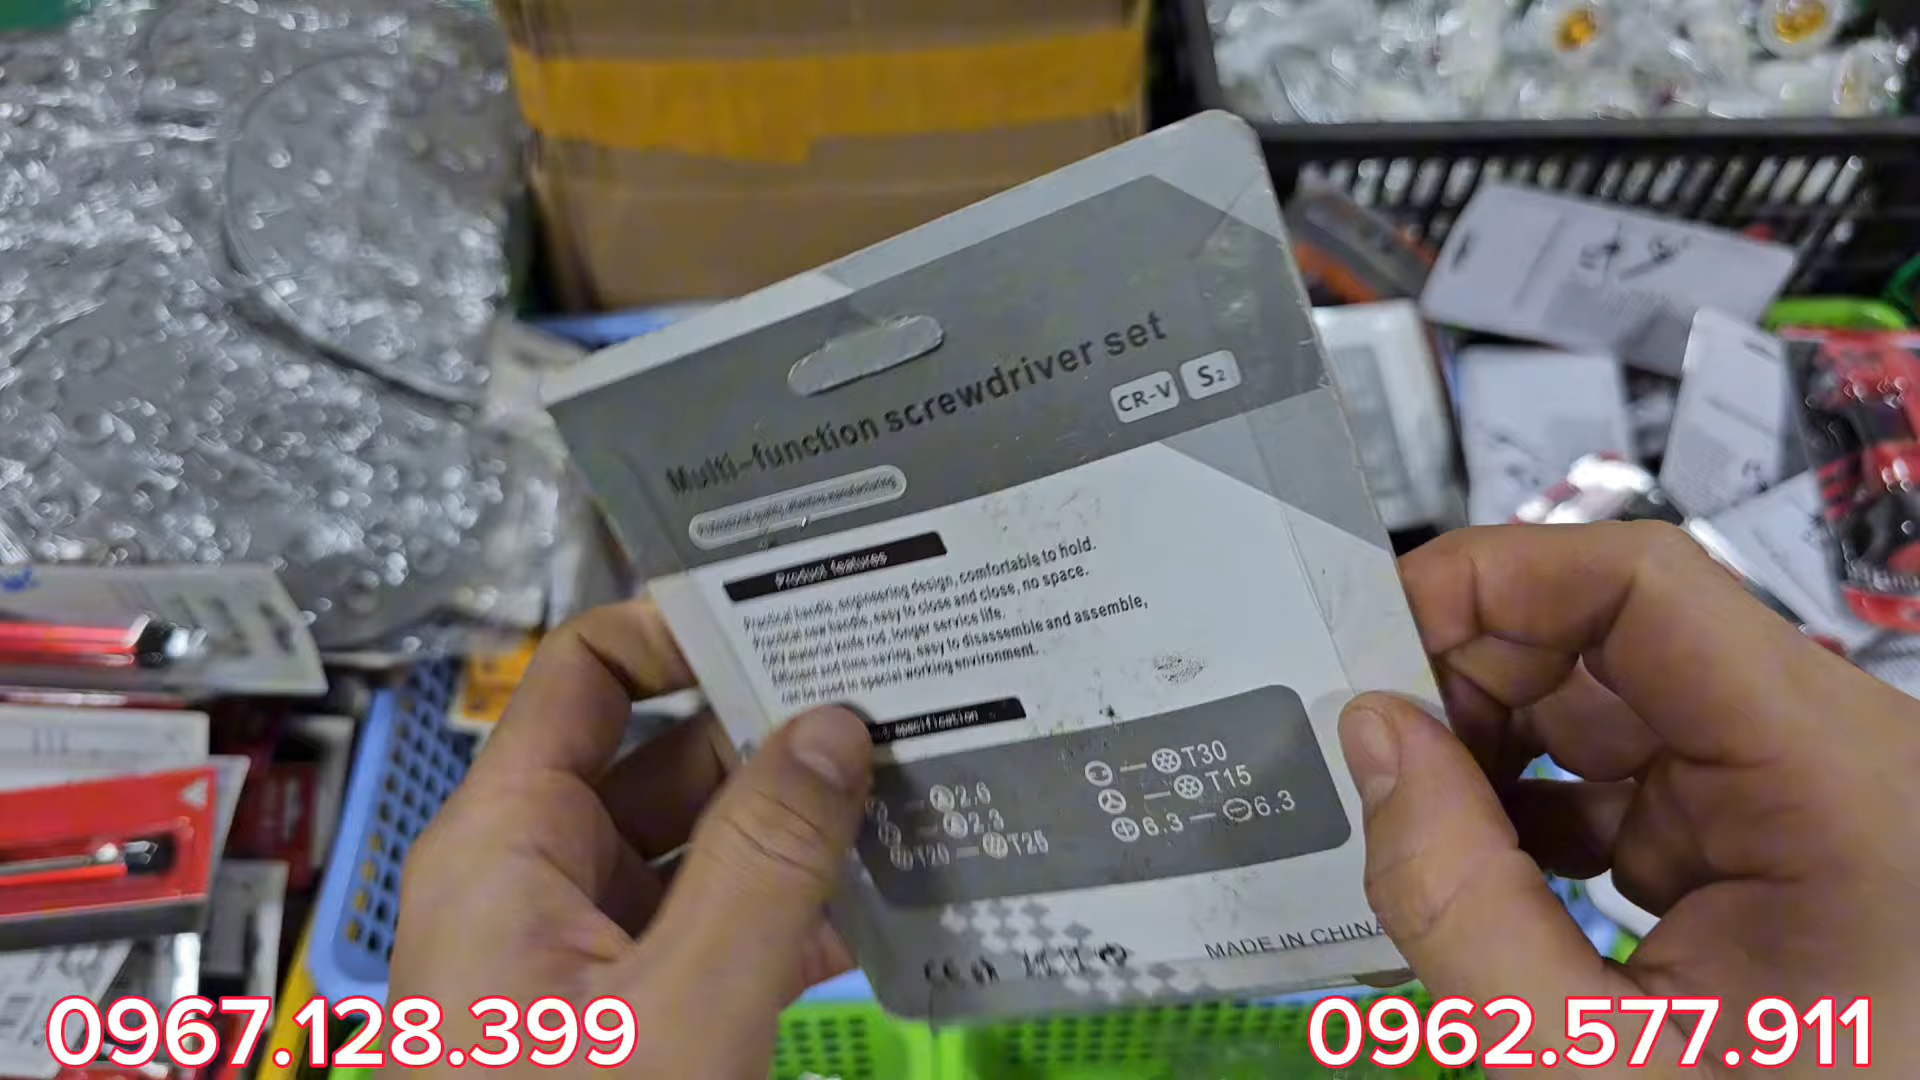 Multi-function screwdriver set
CR-V S2
Product features
Practical handle, engineering design, comfortable to hold.
Practical new handle, easy to close and close, no space.
CRV material knife rod, longer service life.
Efficient and time-saving, easy to disassemble and assemble,
can be used in special working environment.
specification
2.6
2.3
T20 — T25
T30
T15
6.3 — 6.3
MADE IN CHINA
0967.128.399
0962.577.911